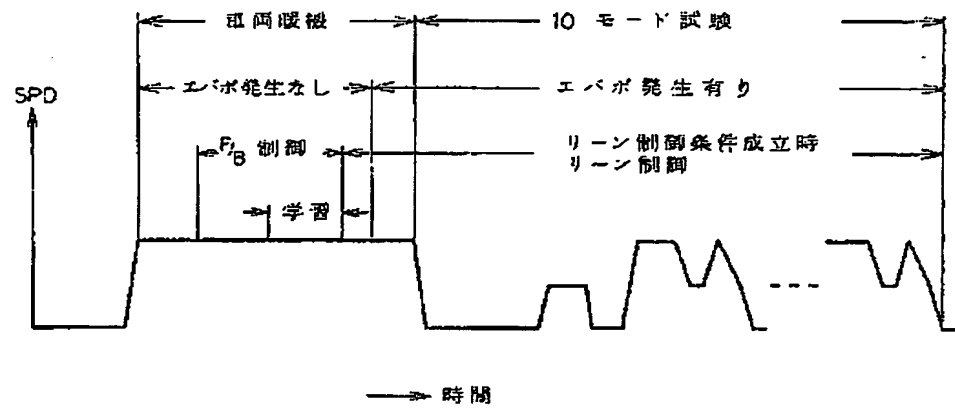 車両暖機
10 モード試験
エバポ発生なし
エバポ発生有り
SPD
F/B 制御
リーン制御条件成立時
リーン制御
学習
時間